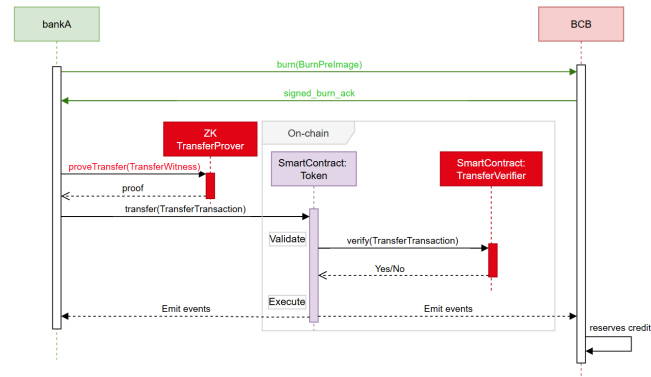 bankA
BCB
burn(BurnPreImage)
signed_burn_ack
ZK
TransferProver
On-chain
SmartContract:
Token
SmartContract:
TransferVerifier
proveTransfer(TransferWitness)
proof
transfer(TransferTransaction)
Validate
verify(TransferTransaction)
Yes/No
Execute
Emit events
Emit events
reserves credit